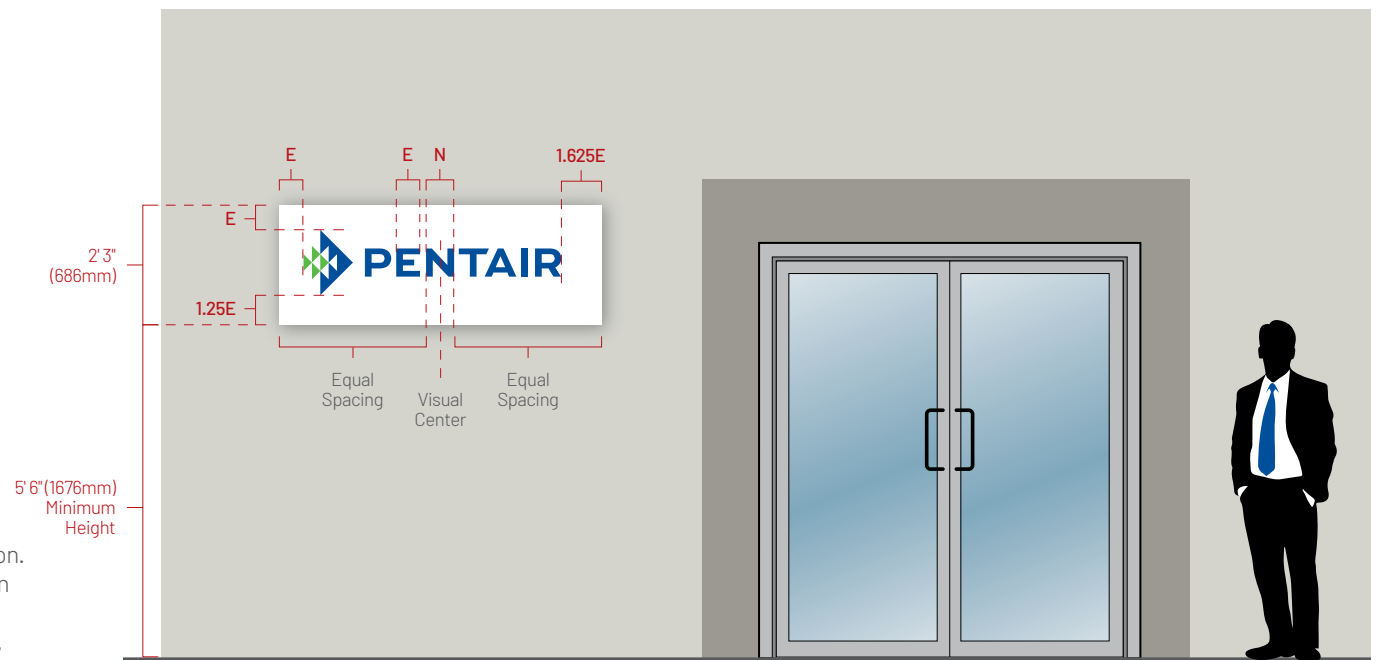 E
E N
1.625E
E
2' 3"
(686mm)
PENTAIR
1.25E
Equal
Spacing
Visual
Center
Equal
Spacing
5' 6"(1676mm)
Minimum
Height